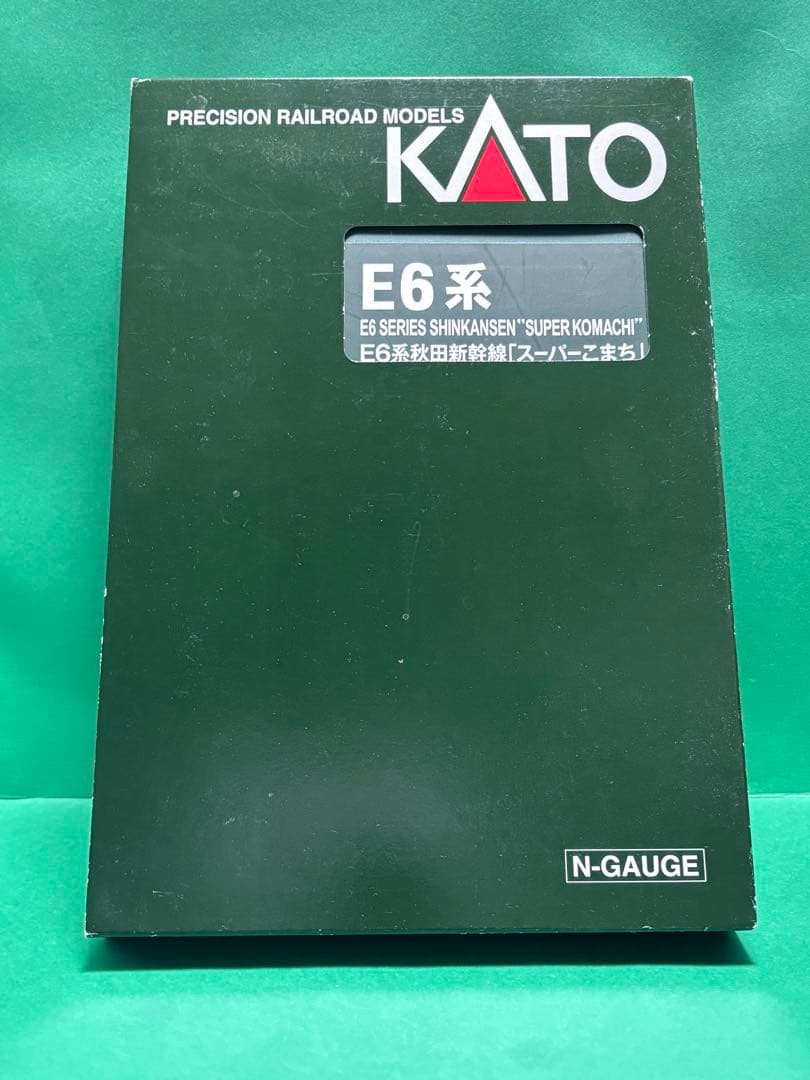 PRECISION RAILROAD MODELS
KATO
E6系
E6 SERIES SHINKANSEN "SUPER KOMACHI"
E6系秋田新幹線「スーパーこまち」
N-GAUGE